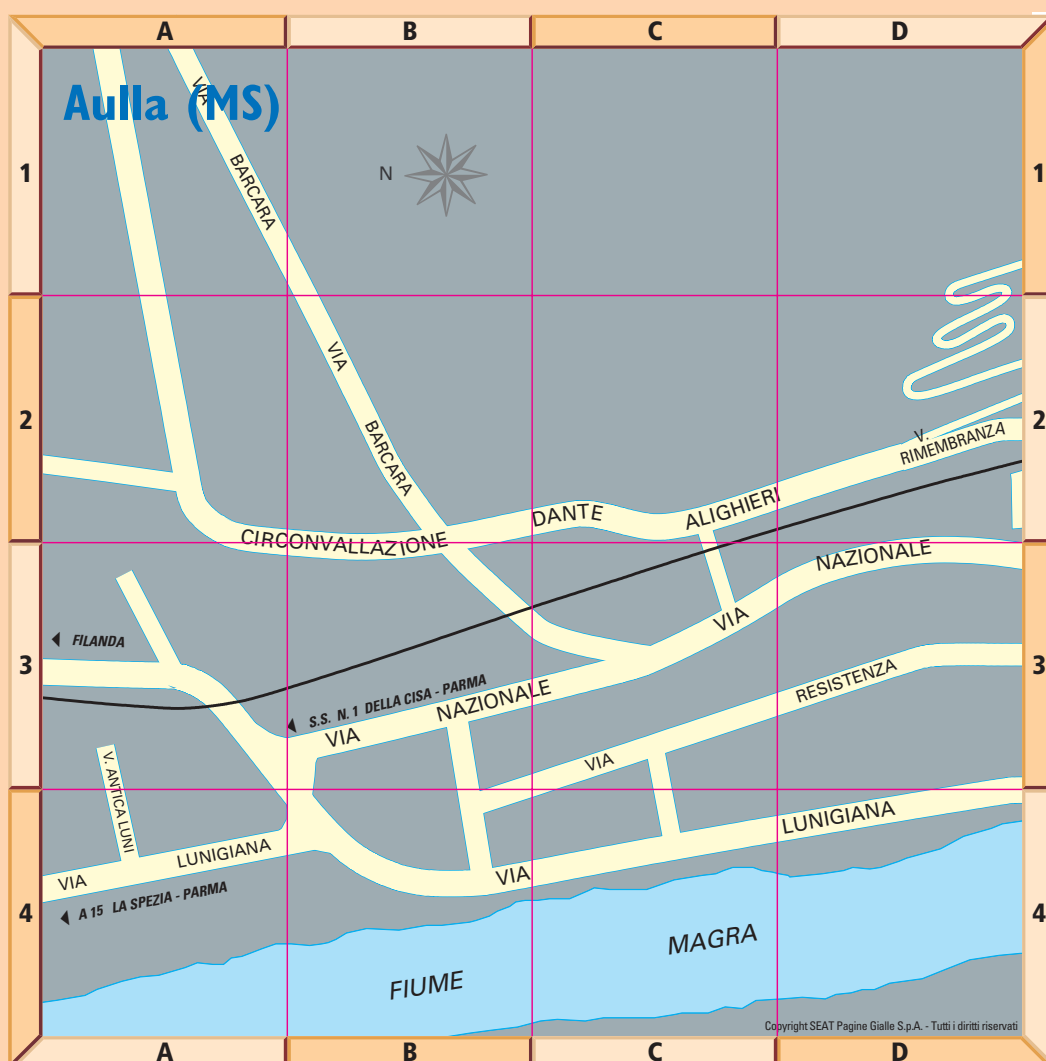 A B C D
Aulla (MS)
VIA
BARCARA
N
1 1
VIA
BARCARA
2 2
V.
RIMEMBRANZA
CIRCONVALLAZIONE DANTE ALIGHIERI
NAZIONALE
VIA
FILANDA
3 3
S.S. N. 1 DELLA CISA - PARMA
VIA NAZIONALE
VIA RESISTENZA
V. ANTICA LUNI
VIA LUNIGIANA
VIA LUNIGIANA
A 15 LA SPEZIA - PARMA
4 4
FIUME MAGRA
Copyright SEAT Pagine Gialle S.p.A. - Tutti i diritti riservati
A B C D